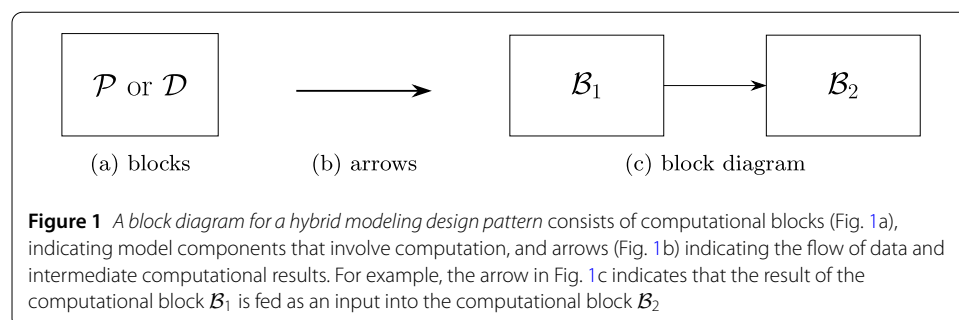 𝒫 or 𝒟
ℬ₁
ℬ₂
(a) blocks
(b) arrows
(c) block diagram
Figure 1 A block diagram for a hybrid modeling design pattern consists of computational blocks (Fig. 1a),
indicating model components that involve computation, and arrows (Fig. 1b) indicating the flow of data and
intermediate computational results. For example, the arrow in Fig. 1c indicates that the result of the
computational block ℬ₁ is fed as an input into the computational block ℬ₂